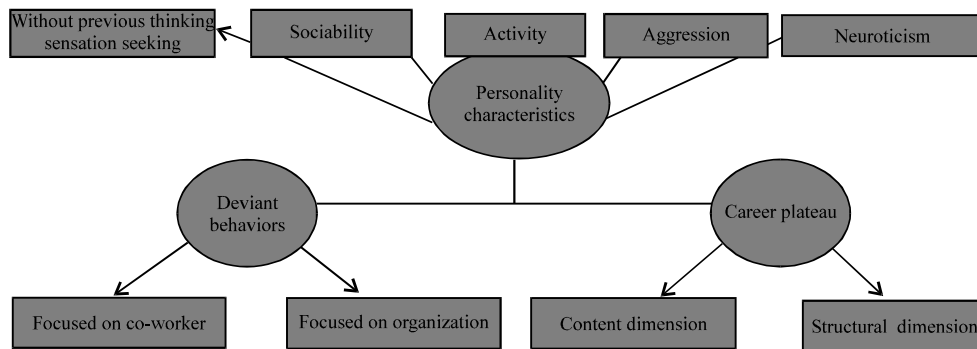 Without previous thinking
sensation seeking
Sociability
Activity
Aggression
Neuroticism
Personality
characteristics
Deviant
behaviors
Career plateau
Focused on co-worker
Focused on organization
Content dimension
Structural dimension